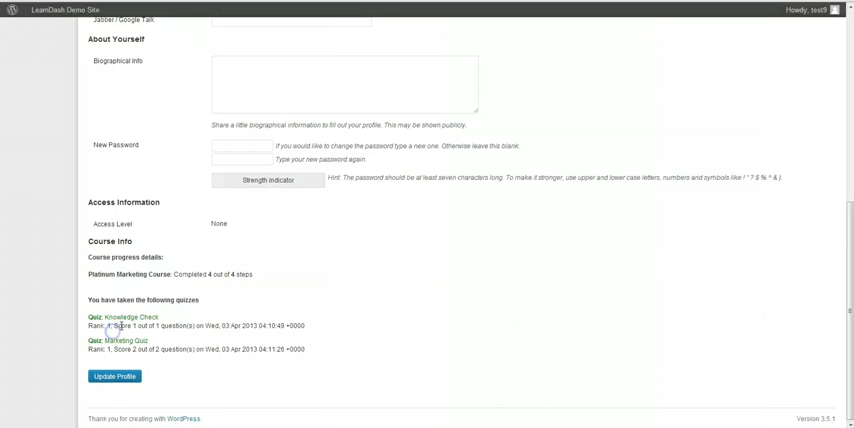 LearnDash Demo Site
Howdy, test9
Jabber / Google Talk
About Yourself
Biographical Info
Share a little biographical information to fill out your profile. This may be shown publicly.
New Password
If you would like to change the password type a new one. Otherwise leave this blank.
Type your new password again.
Strength indicator
Hint: The password should be at least seven characters long. To make it stronger, use upper and lower case letters, numbers and symbols like ! " ? $ % ^ & ).
Access Information
Access Level
None
Course Info
Course progress details:
Platinum Marketing Course: Completed 4 out of 4 steps
You have taken the following quizzes
Quiz: Knowledge Check
Rank: 1, Score 1 out of 1 question(s) on Wed, 03 Apr 2013 04:10:49 +0000
Quiz: Marketing Quiz
Rank: 1, Score 2 out of 2 question(s) on Wed, 03 Apr 2013 04:11:26 +0000
Update Profile
Thank you for creating with WordPress.
Version 3.5.1